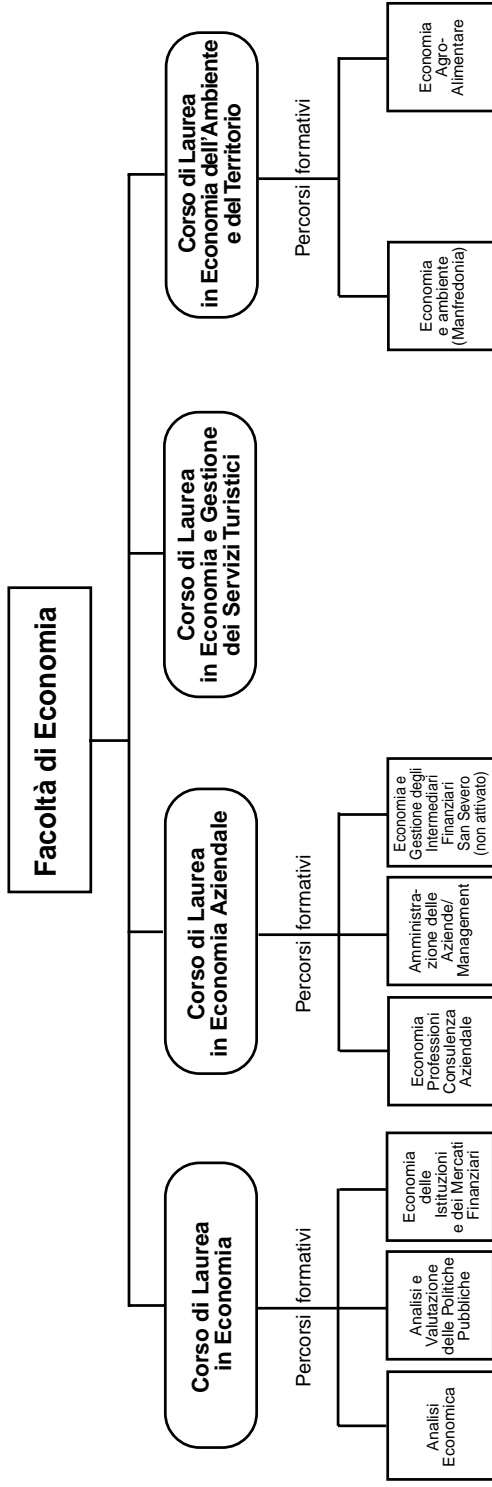 Facoltà di Economia
Corso di Laurea
in Economia
Percorsi formativi
Analisi
Economica
Analisi e
Valutazione
delle Politiche
Pubbliche
Economia
delle
Istituzioni
e dei Mercati
Finanziari
Corso di Laurea
in Economia Aziendale
Percorsi formativi
Economia
Professioni
Consulenza
Aziendale
Amministra-
zione delle
Aziende/
Management
Economia e
Gestione degli
Intermediari
Finanziari
San Severo
(non attivato)
Corso di Laurea
in Economia e Gestione
dei Servizi Turistici
Corso di Laurea
in Economia dell'Ambiente
e del Territorio
Percorsi formativi
Economia
e ambiente
(Manfredonia)
Economia
Agro-
Alimentare